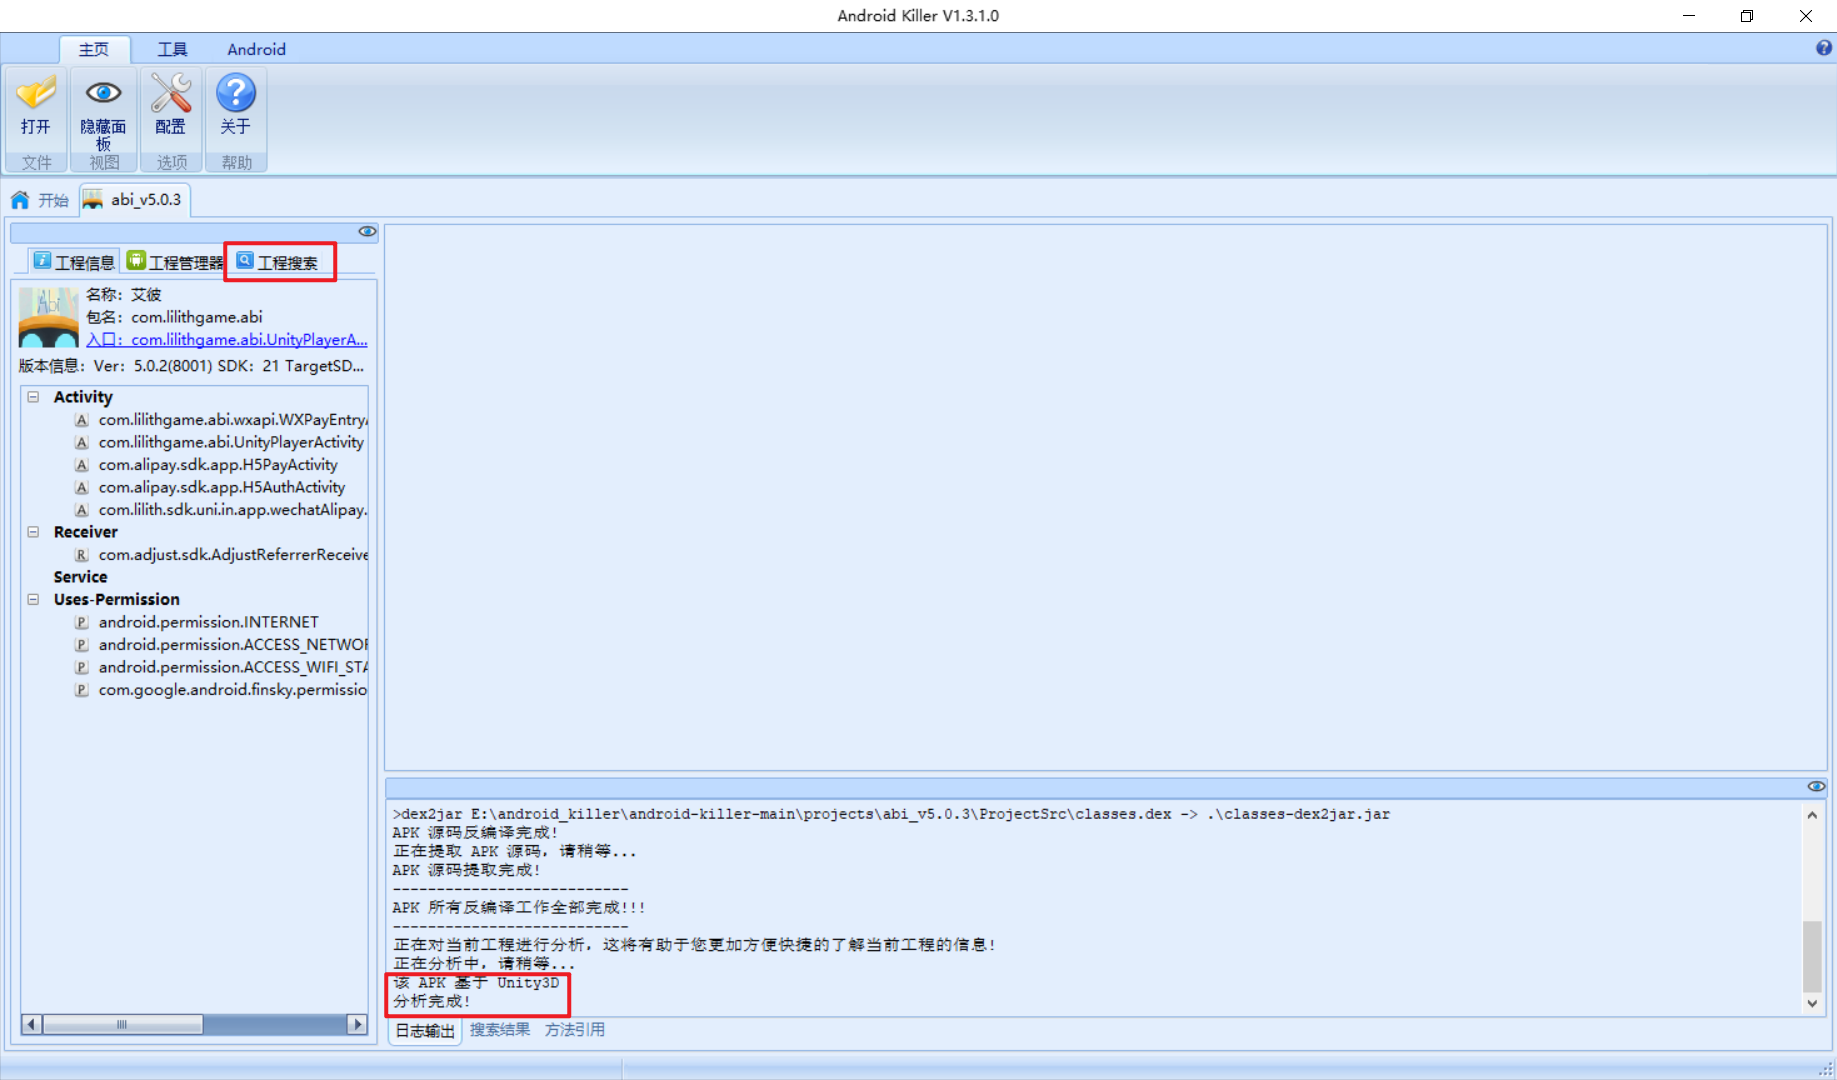 Android Killer V1.3.1.0
主页 工具 Android
打开 隐藏面板 配置 关于
文件 视图 选项 帮助
开始 abi_v5.0.3
工程信息 工程管理器 工程搜索
名称：艾彼
包名：com.lilithgame.abi
入口：com.lilithgame.abi.UnityPlayerA...
版本信息：Ver：5.0.2(8001) SDK：21 TargetSD...
Activity
A com.lilithgame.abi.wxapi.WXPayEntry
A com.lilithgame.abi.UnityPlayerActivity
A com.alipay.sdk.app.H5PayActivity
A com.alipay.sdk.app.H5AuthActivity
A com.lilith.sdk.uni.in.app.wechatAlipay.
Receiver
R com.adjust.sdk.AdjustReferrerReceive
Service
Uses-Permission
P android.permission.INTERNET
P android.permission.ACCESS_NETWO
P android.permission.ACCESS_WIFI_STA
P com.google.android.finsky.permissio
>dex2jar E:\android_killer\android-killer-main\projects\abi_v5.0.3\ProjectSrc\classes.dex -> .\classes-dex2jar.jar
APK 源码反编译完成!
正在提取 APK 源码，请稍等...
APK 源码提取完成!
---------------------------
APK 所有反编译工作全部完成!!!
---------------------------
正在对当前工程进行分析，这将有助于您更加方便快捷的了解当前工程的信息!
正在分析中，请稍等...
该 APK 基于 Unity3D
分析完成!
日志输出 搜索结果 方法引用